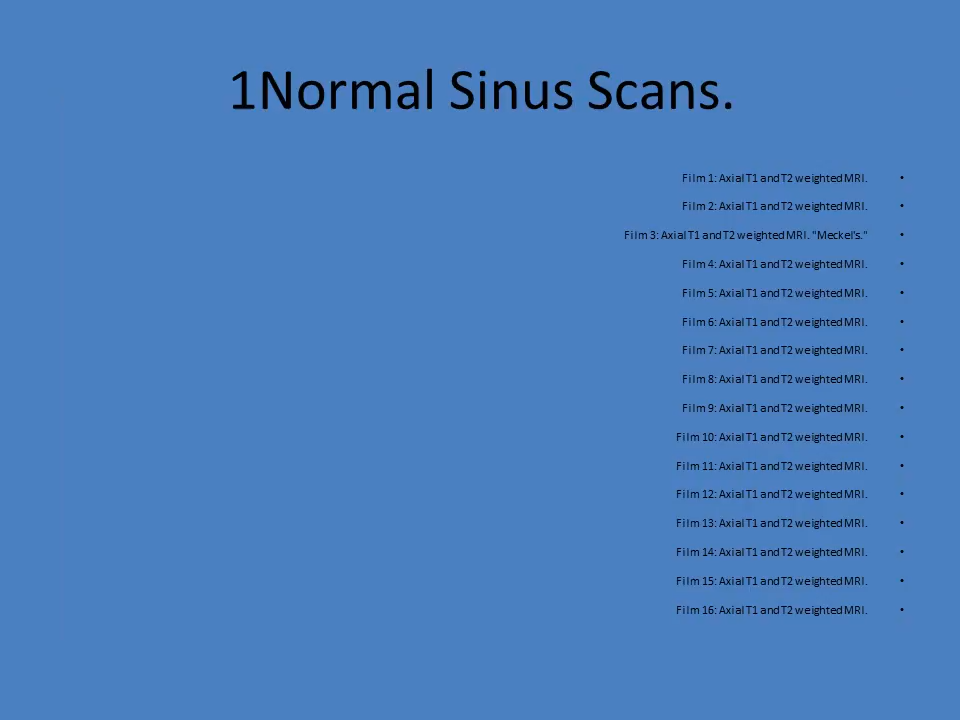 1Normal Sinus Scans.
Film 1: Axial T1 and T2 weighted MRI. •
Film 2: Axial T1 and T2 weighted MRI. •
Film 3: Axial T1 and T2 weighted MRI. "Meckel's." •
Film 4: Axial T1 and T2 weighted MRI. •
Film 5: Axial T1 and T2 weighted MRI. •
Film 6: Axial T1 and T2 weighted MRI. •
Film 7: Axial T1 and T2 weighted MRI. •
Film 8: Axial T1 and T2 weighted MRI. •
Film 9: Axial T1 and T2 weighted MRI. •
Film 10: Axial T1 and T2 weighted MRI. •
Film 11: Axial T1 and T2 weighted MRI. •
Film 12: Axial T1 and T2 weighted MRI. •
Film 13: Axial T1 and T2 weighted MRI. •
Film 14: Axial T1 and T2 weighted MRI. •
Film 15: Axial T1 and T2 weighted MRI. •
Film 16: Axial T1 and T2 weighted MRI. •